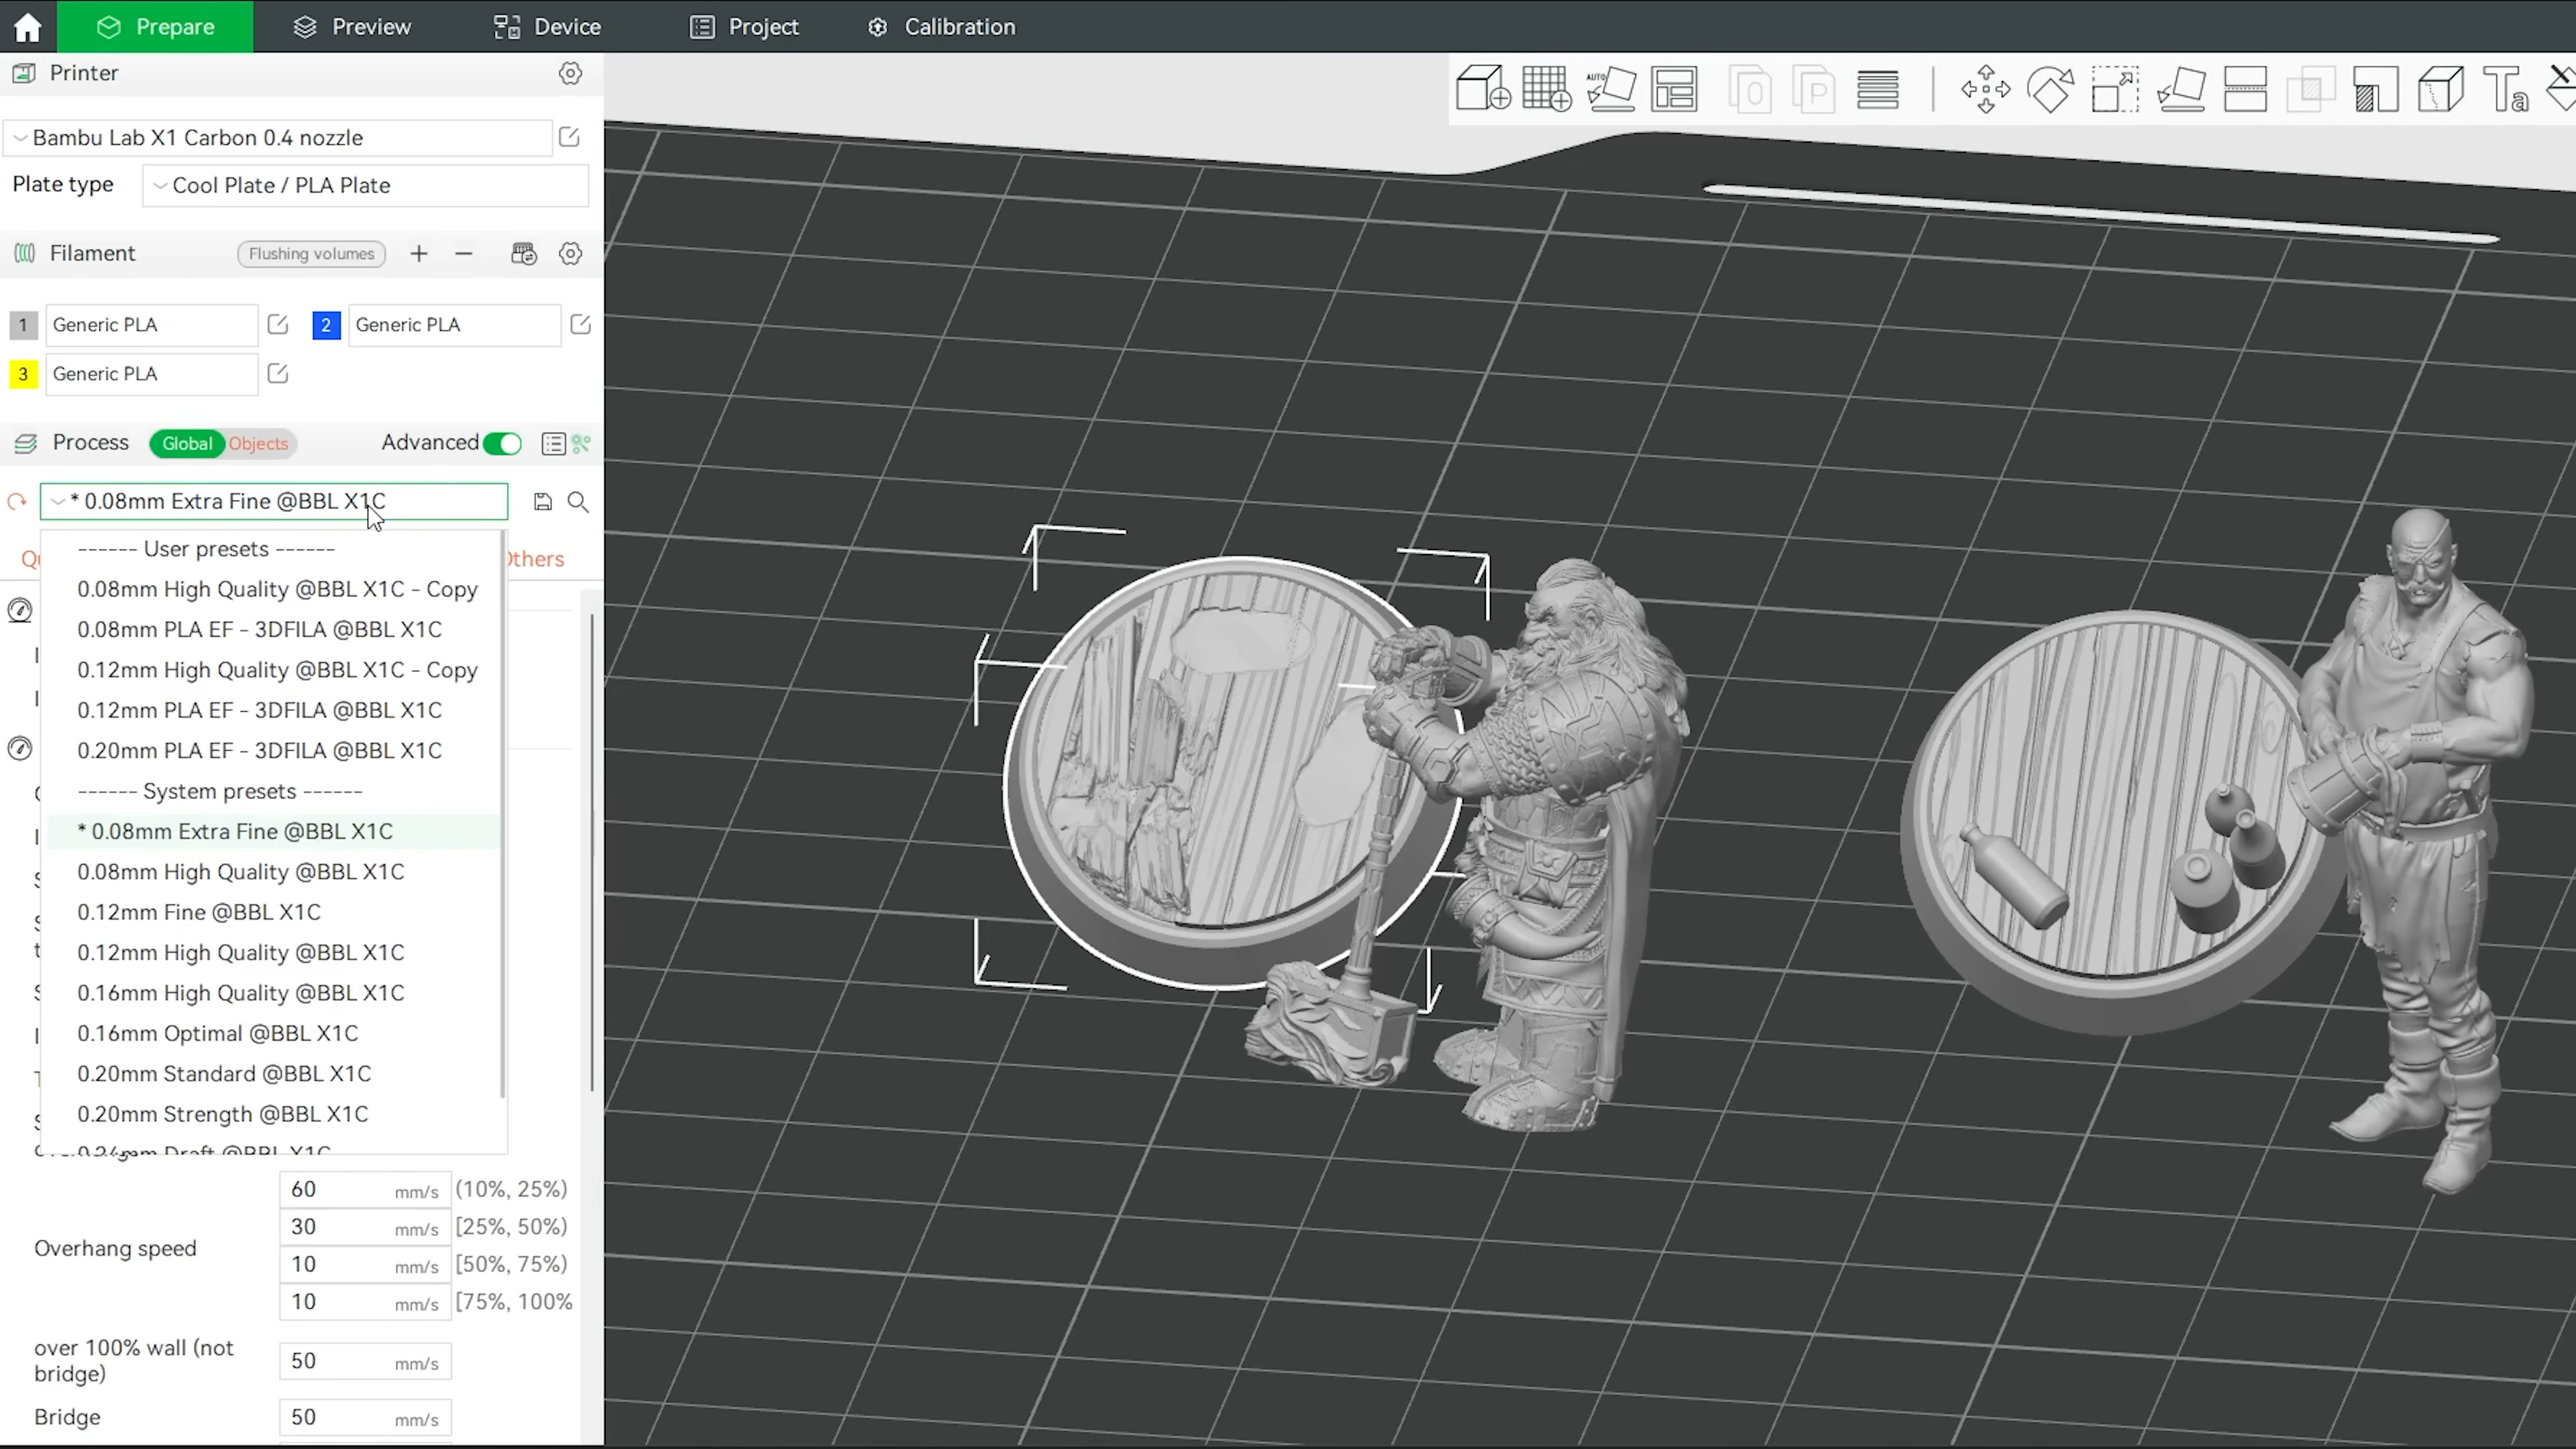 Prepare
Preview
Device
Project
Calibration
Printer
Bambu Lab X1 Carbon 0.4 nozzle
Plate type
Cool Plate / PLA Plate
Filament
Flushing volumes
1 Generic PLA
2 Generic PLA
3 Generic PLA
AUTO
O
P
Ta
Process
Global Objects
Advanced
* 0.08mm Extra Fine @BBL X1C
------ User presets ------
0.08mm High Quality @BBL X1C - Copy
0.08mm PLA EF - 3DFILA @BBL X1C
0.12mm High Quality @BBL X1C - Copy
0.12mm PLA EF - 3DFILA @BBL X1C
0.20mm PLA EF - 3DFILA @BBL X1C
------ System presets ------
* 0.08mm Extra Fine @BBL X1C
0.08mm High Quality @BBL X1C
0.12mm Fine @BBL X1C
0.12mm High Quality @BBL X1C
0.16mm High Quality @BBL X1C
0.16mm Optimal @BBL X1C
0.20mm Standard @BBL X1C
0.20mm Strength @BBL X1C
0.24mm Draft @BBL X1C
Overhang speed
60 mm/s (10%, 25%)
30 mm/s [25%, 50%)
10 mm/s [50%, 75%)
10 mm/s [75%, 100%
over 100% wall (not
bridge)
50 mm/s
Bridge
50 mm/s